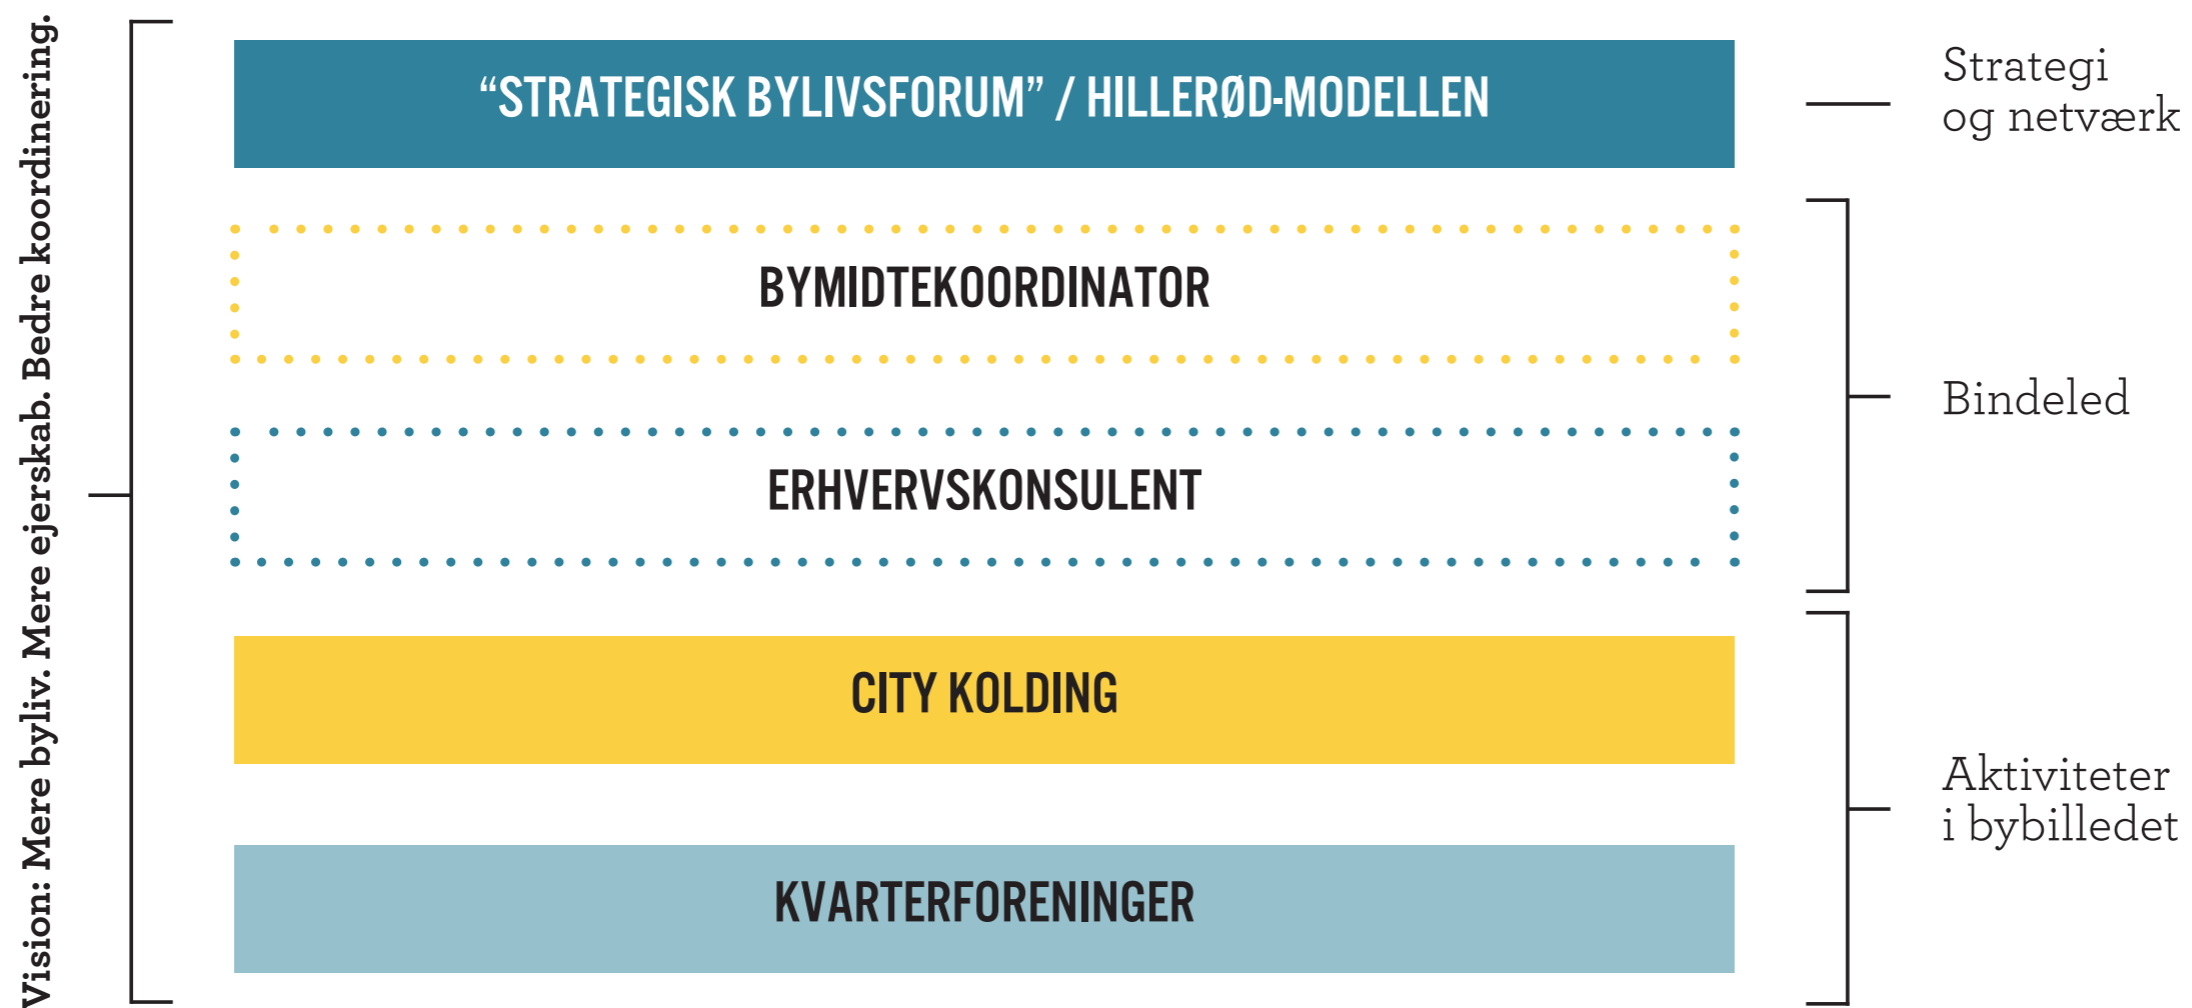 Vision: Mere byliv. Mere ejerskab. Bedre koordinering.
“STRATEGISK BYLIVSFORUM” / HILLERØD-MODELLEN
Strategi
og netværk
BYMIDTEKOORDINATOR
ERHVERVSKONSULENT
Bindeled
CITY KOLDING
KVARTERFORENINGER
Aktiviteter
i bybilledet